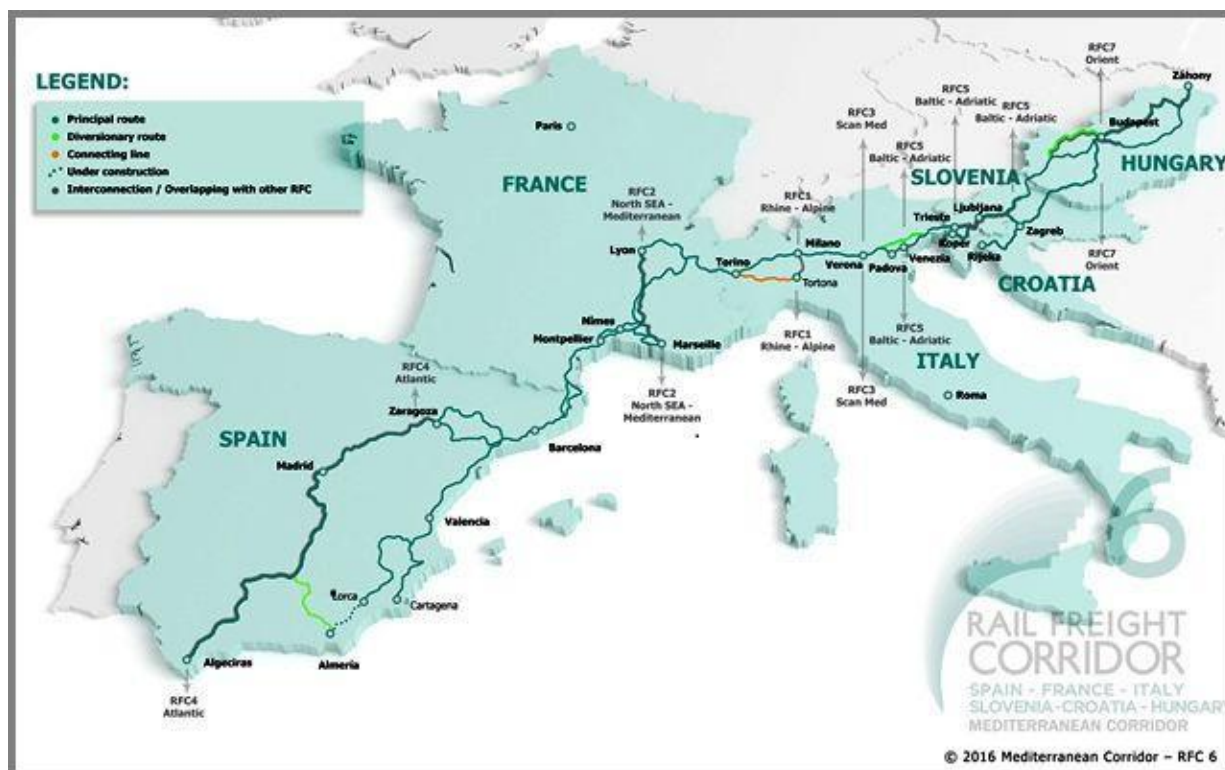 LEGEND:
Principal route
Diversionary route
Connecting line
Under construction
Interconnection / Overlapping with other RFC
RFC7
Orient
Záhony
RFC5
Baltic - Adriatic
RFC5
Baltic - Adriatic
RFC3
Scan Med
RFC5
Baltic - Adriatic
Paris
Budapest
HUNGARY
SLOVENIA
FRANCE
RFC2
North SEA -
Mediterranean
RFC1
Rhine - Alpine
Ljubljana
Trieste
Koper
Zagreb
Rijeka
Lyon
Milano
Torino
Verona
Padova
Venezia
Tortona
RFC7
Orient
CROATIA
Nîmes
Montpellier
Marseille
RFC1
Rhine - Alpine
RFC5
Baltic - Adriatic
ITALY
RFC4
Atlantic
RFC2
North SEA -
Mediterranean
RFC3
Scan Med
Roma
Zaragoza
SPAIN
Barcelona
Madrid
Valencia
Lorca
Cartagena
Algeciras
Almería
RFC4
Atlantic
6
RAIL FREIGHT
CORRIDOR
SPAIN - FRANCE - ITALY
SLOVENIA-CROATIA-HUNGARY
MEDITERRANEAN CORRIDOR
© 2016 Mediterranean Corridor – RFC 6